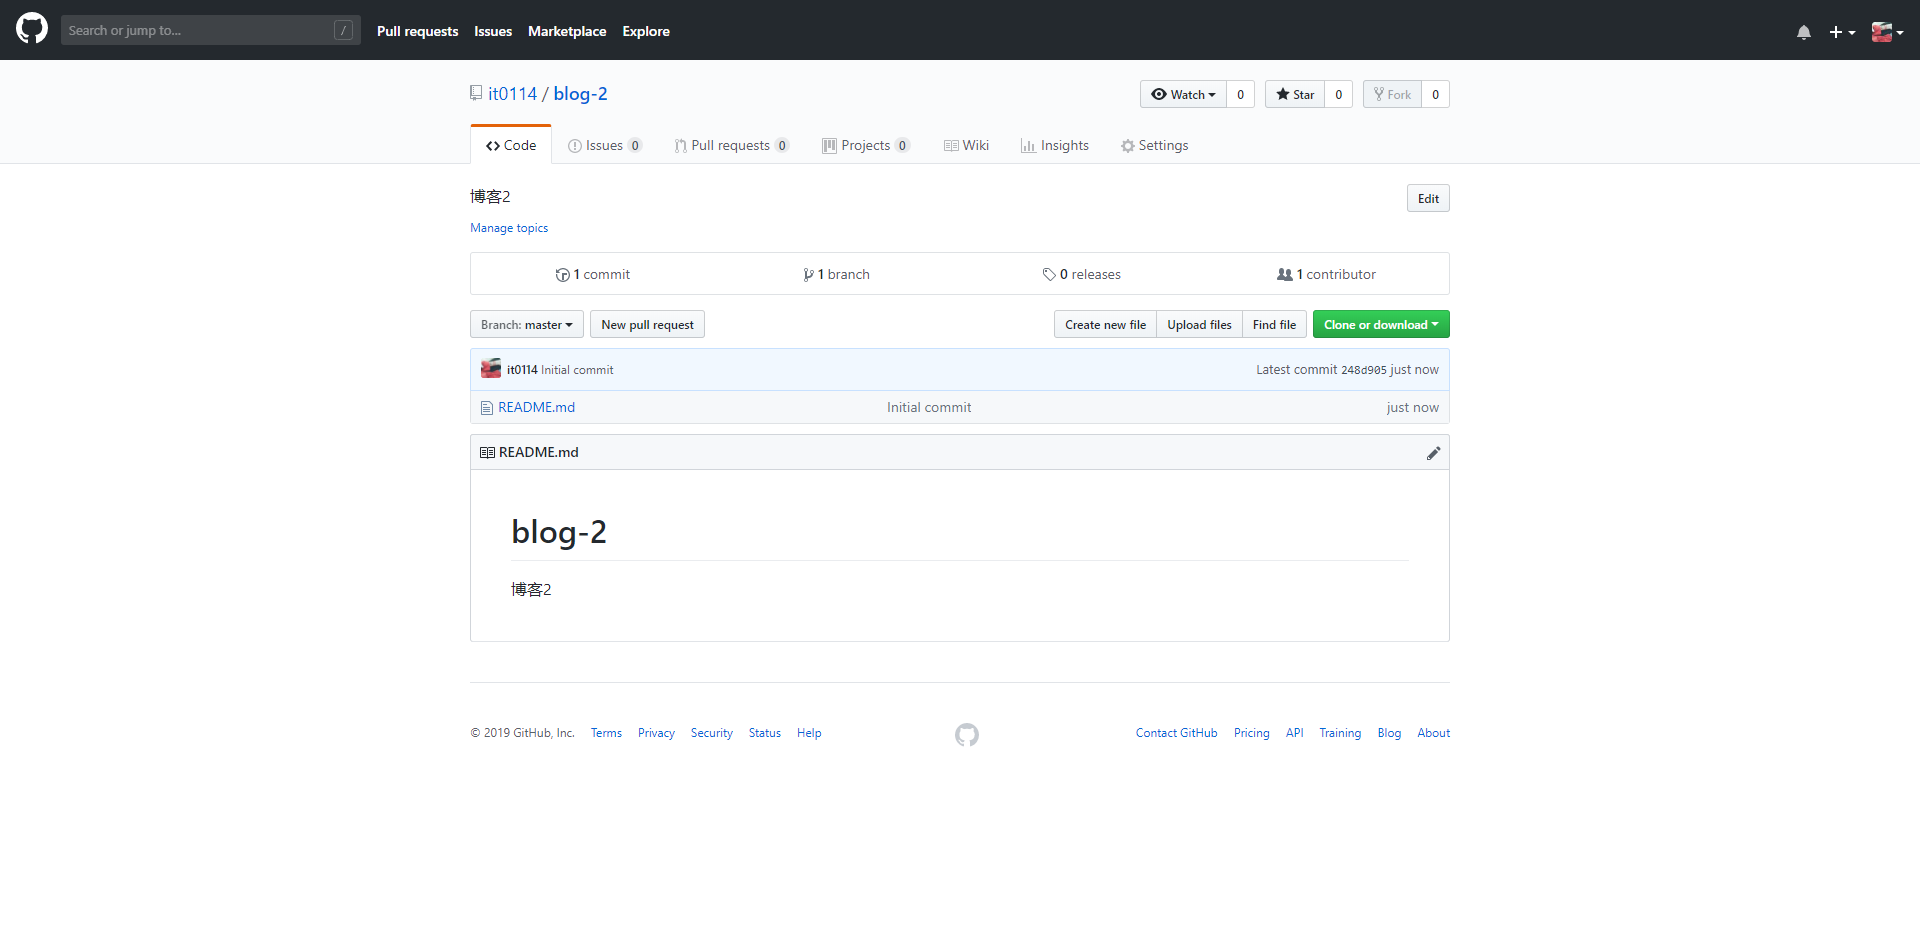 Search or jump to... /
Pull requests Issues Marketplace Explore
it0114 / blog-2
Watch 0 Star 0 Fork 0
Code Issues 0 Pull requests 0 Projects 0 Wiki Insights Settings
博客2
Edit
Manage topics
1 commit 1 branch 0 releases 1 contributor
Branch: master New pull request Create new file Upload files Find file Clone or download
it0114 Initial commit Latest commit 248d905 just now
README.md Initial commit just now
README.md
blog-2
博客2
© 2019 GitHub, Inc. Terms Privacy Security Status Help Contact GitHub Pricing API Training Blog About